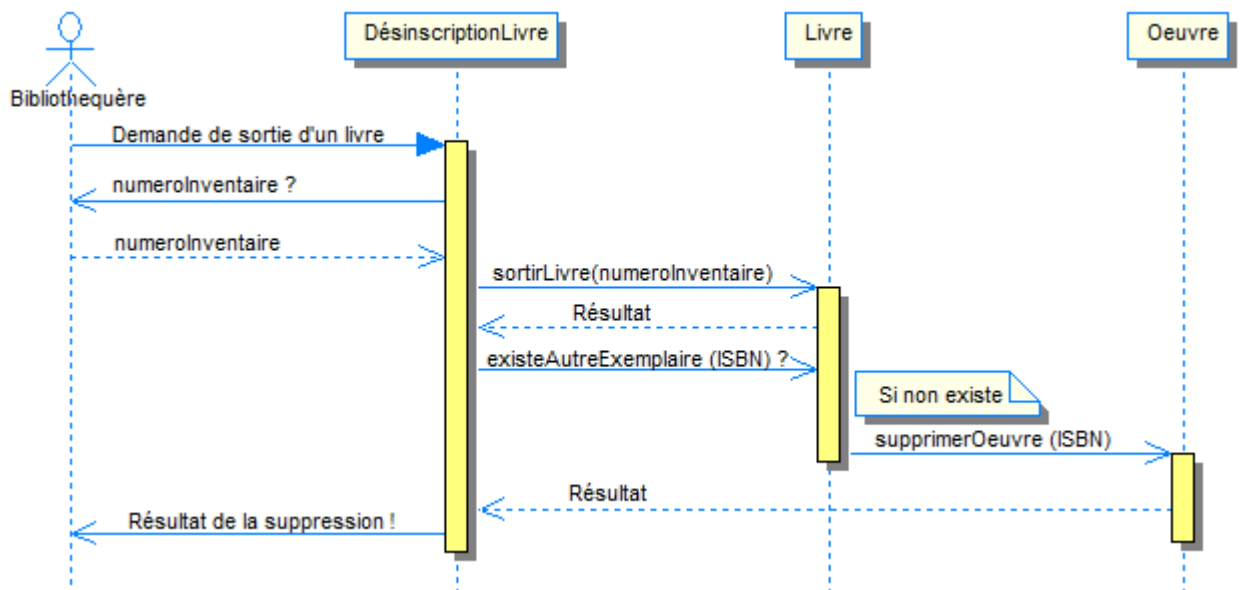 DésinscriptionLivre
Livre
Oeuvre
Bibliothequère
Demande de sortie d'un livre
numeroInventaire ?
numeroInventaire
sortirLivre(numeroInventaire)
Résultat
existeAutreExemplaire (ISBN) ?
Si non existe
supprimerOeuvre (ISBN)
Résultat
Résultat de la suppression !